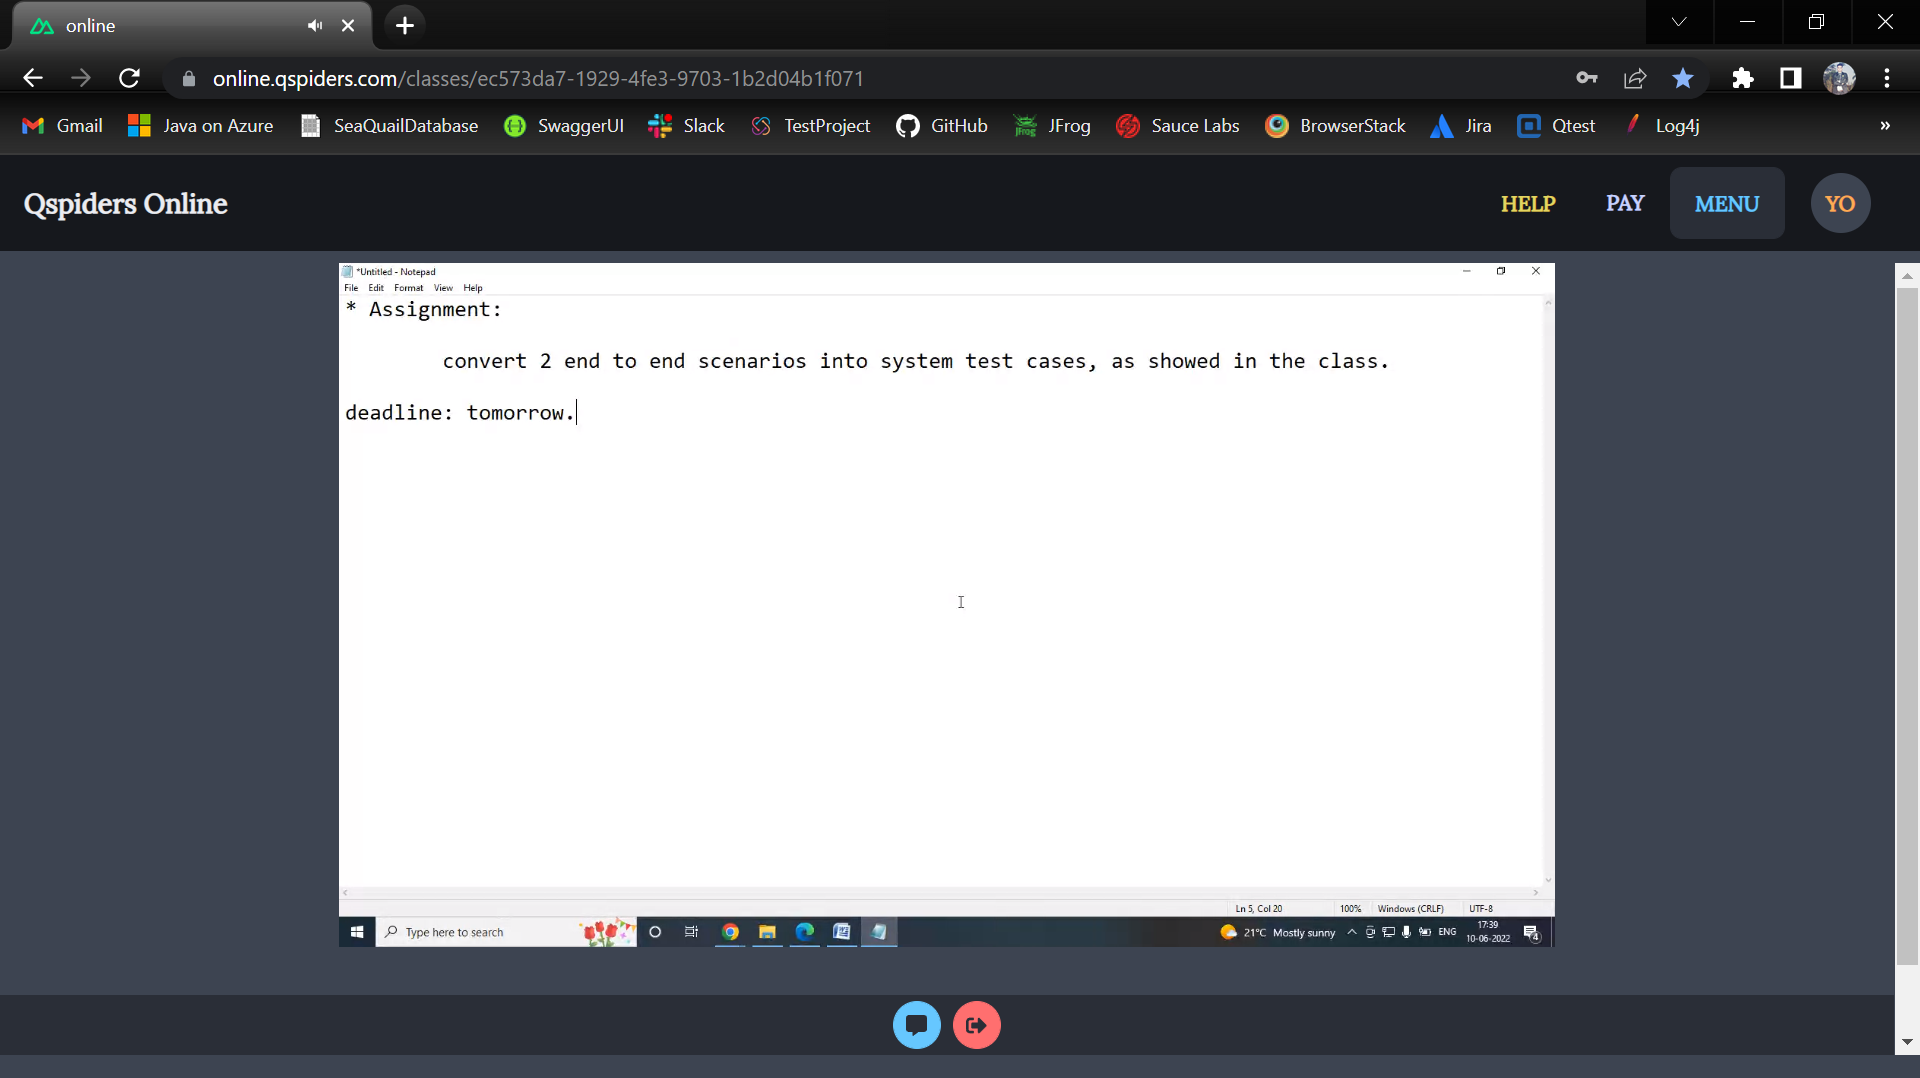 online
online.qspiders.com/classes/ec573da7-1929-4fe3-9703-1b2d04b1f071
Gmail Java on Azure SeaQuailDatabase SwaggerUI Slack TestProject GitHub JFrog Sauce Labs BrowserStack Jira Qtest Log4j »
Qspiders Online HELP PAY MENU YO
*Untitled - Notepad
File Edit Format View Help
* Assignment:
convert 2 end to end scenarios into system test cases, as showed in the class.
deadline: tomorrow.
Ln 5, Col 20 100% Windows (CRLF) UTF-8
Type here to search 21°C Mostly sunny ENG 17:39
10-06-2022 4